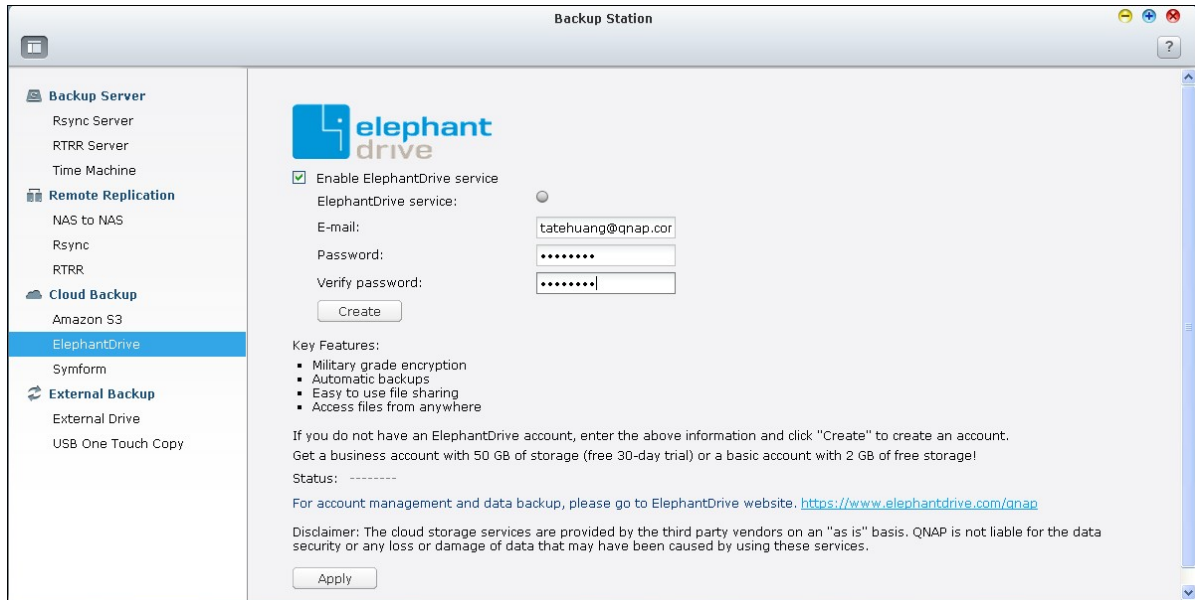 Backup Station
?
Backup Server
Rsync Server
RTRR Server
Time Machine
Remote Replication
NAS to NAS
Rsync
RTRR
Cloud Backup
Amazon S3
ElephantDrive
Symform
External Backup
External Drive
USB One Touch Copy
elephant
drive
Enable ElephantDrive service
ElephantDrive service:
E-mail: tatehuang@qnap.cor
Password: ••••••••
Verify password: ••••••••
Create
Key Features:
▪ Military grade encryption
▪ Automatic backups
▪ Easy to use file sharing
▪ Access files from anywhere
If you do not have an ElephantDrive account, enter the above information and click "Create" to create an account.
Get a business account with 50 GB of storage (free 30-day trial) or a basic account with 2 GB of free storage!
Status: --------
For account management and data backup, please go to ElephantDrive website. https://www.elephantdrive.com/qnap
Disclaimer: The cloud storage services are provided by the third party vendors on an "as is" basis. QNAP is not liable for the data
security or any loss or damage of data that may have been caused by using these services.
Apply